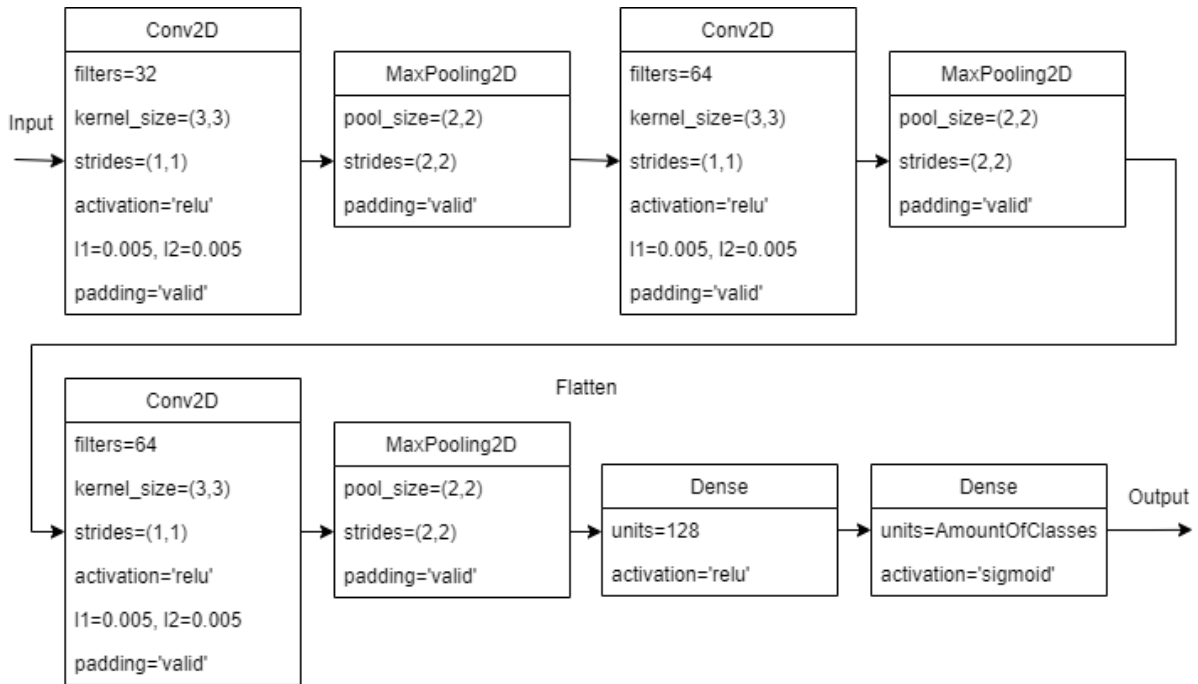 Input
Conv2D
filters=32
kernel_size=(3,3)
strides=(1,1)
activation='relu'
l1=0.005, l2=0.005
padding='valid'
MaxPooling2D
pool_size=(2,2)
strides=(2,2)
padding='valid'
Conv2D
filters=64
kernel_size=(3,3)
strides=(1,1)
activation='relu'
l1=0.005, l2=0.005
padding='valid'
MaxPooling2D
pool_size=(2,2)
strides=(2,2)
padding='valid'
Conv2D
filters=64
kernel_size=(3,3)
strides=(1,1)
activation='relu'
l1=0.005, l2=0.005
padding='valid'
MaxPooling2D
pool_size=(2,2)
strides=(2,2)
padding='valid'
Flatten
Dense
units=128
activation='relu'
Dense
units=AmountOfClasses
activation='sigmoid'
Output